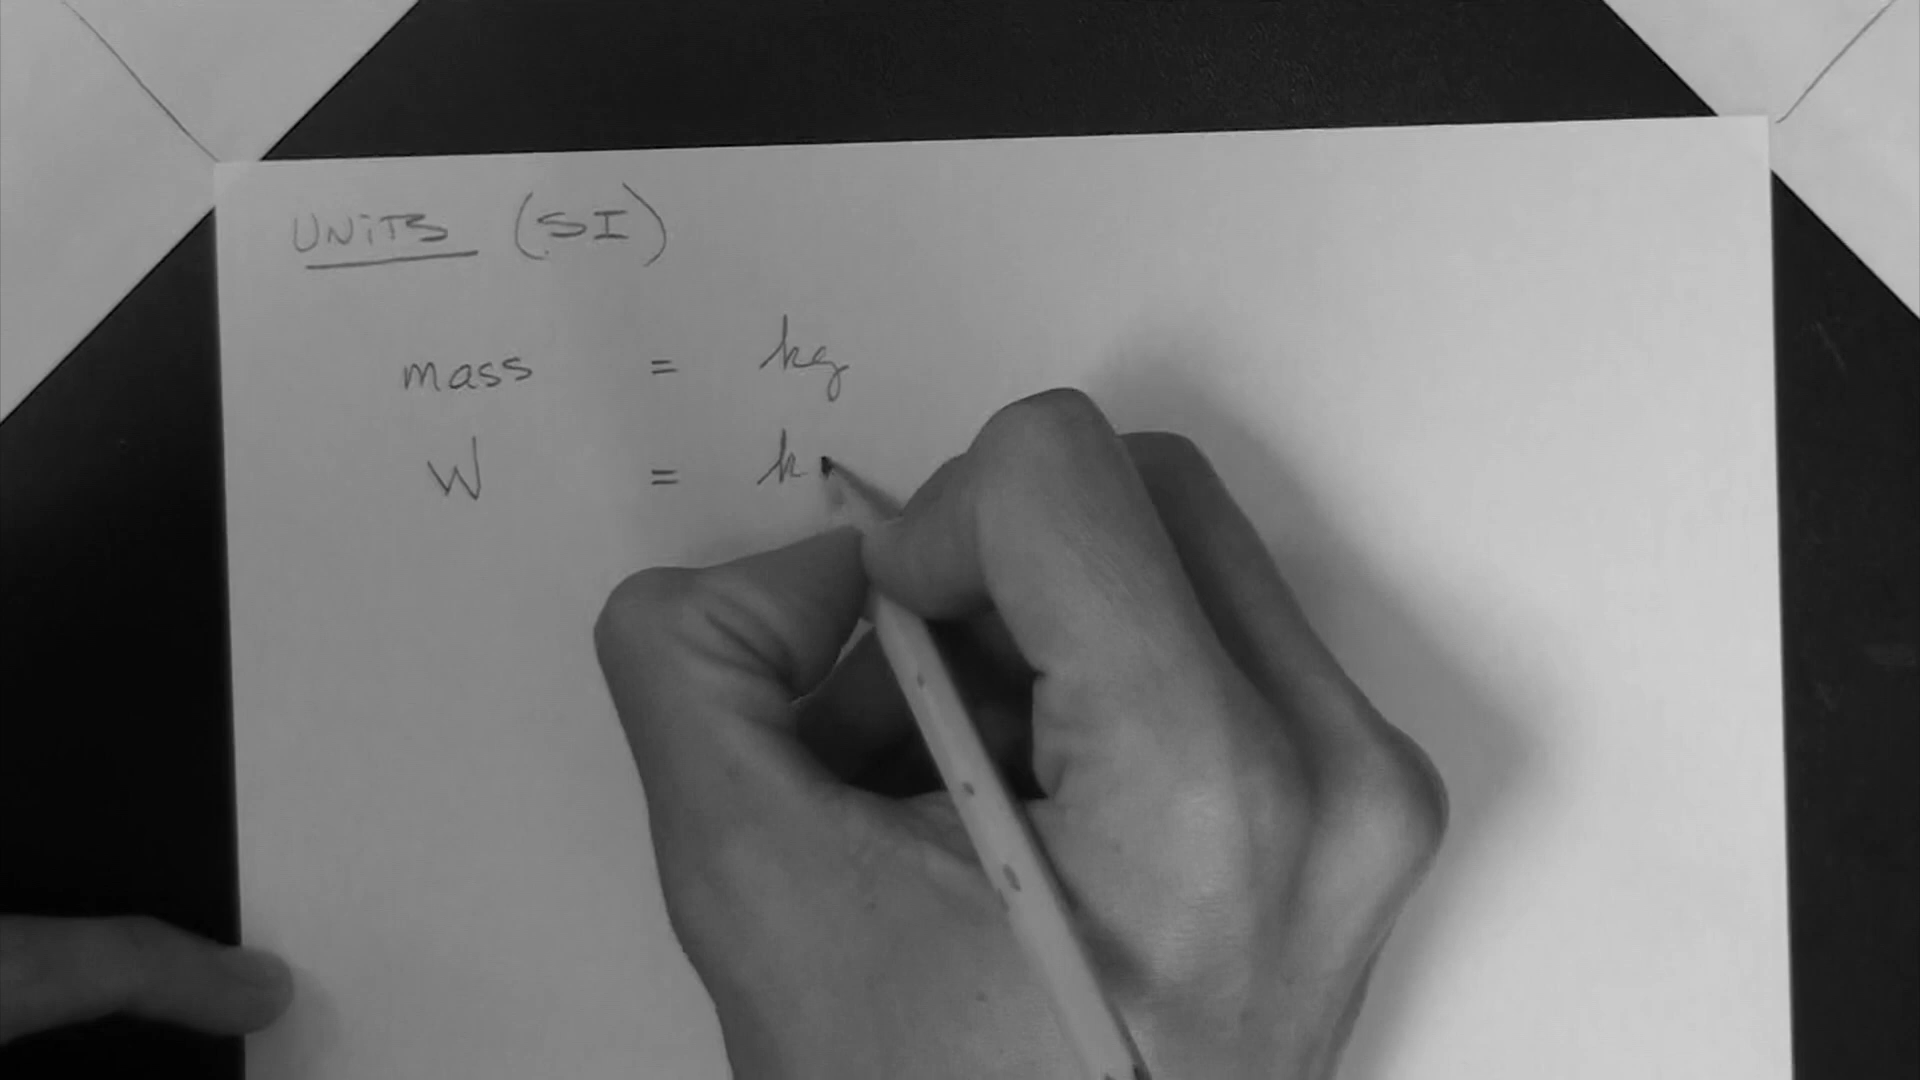 UNiTS (SI)
mass = kg
W = k